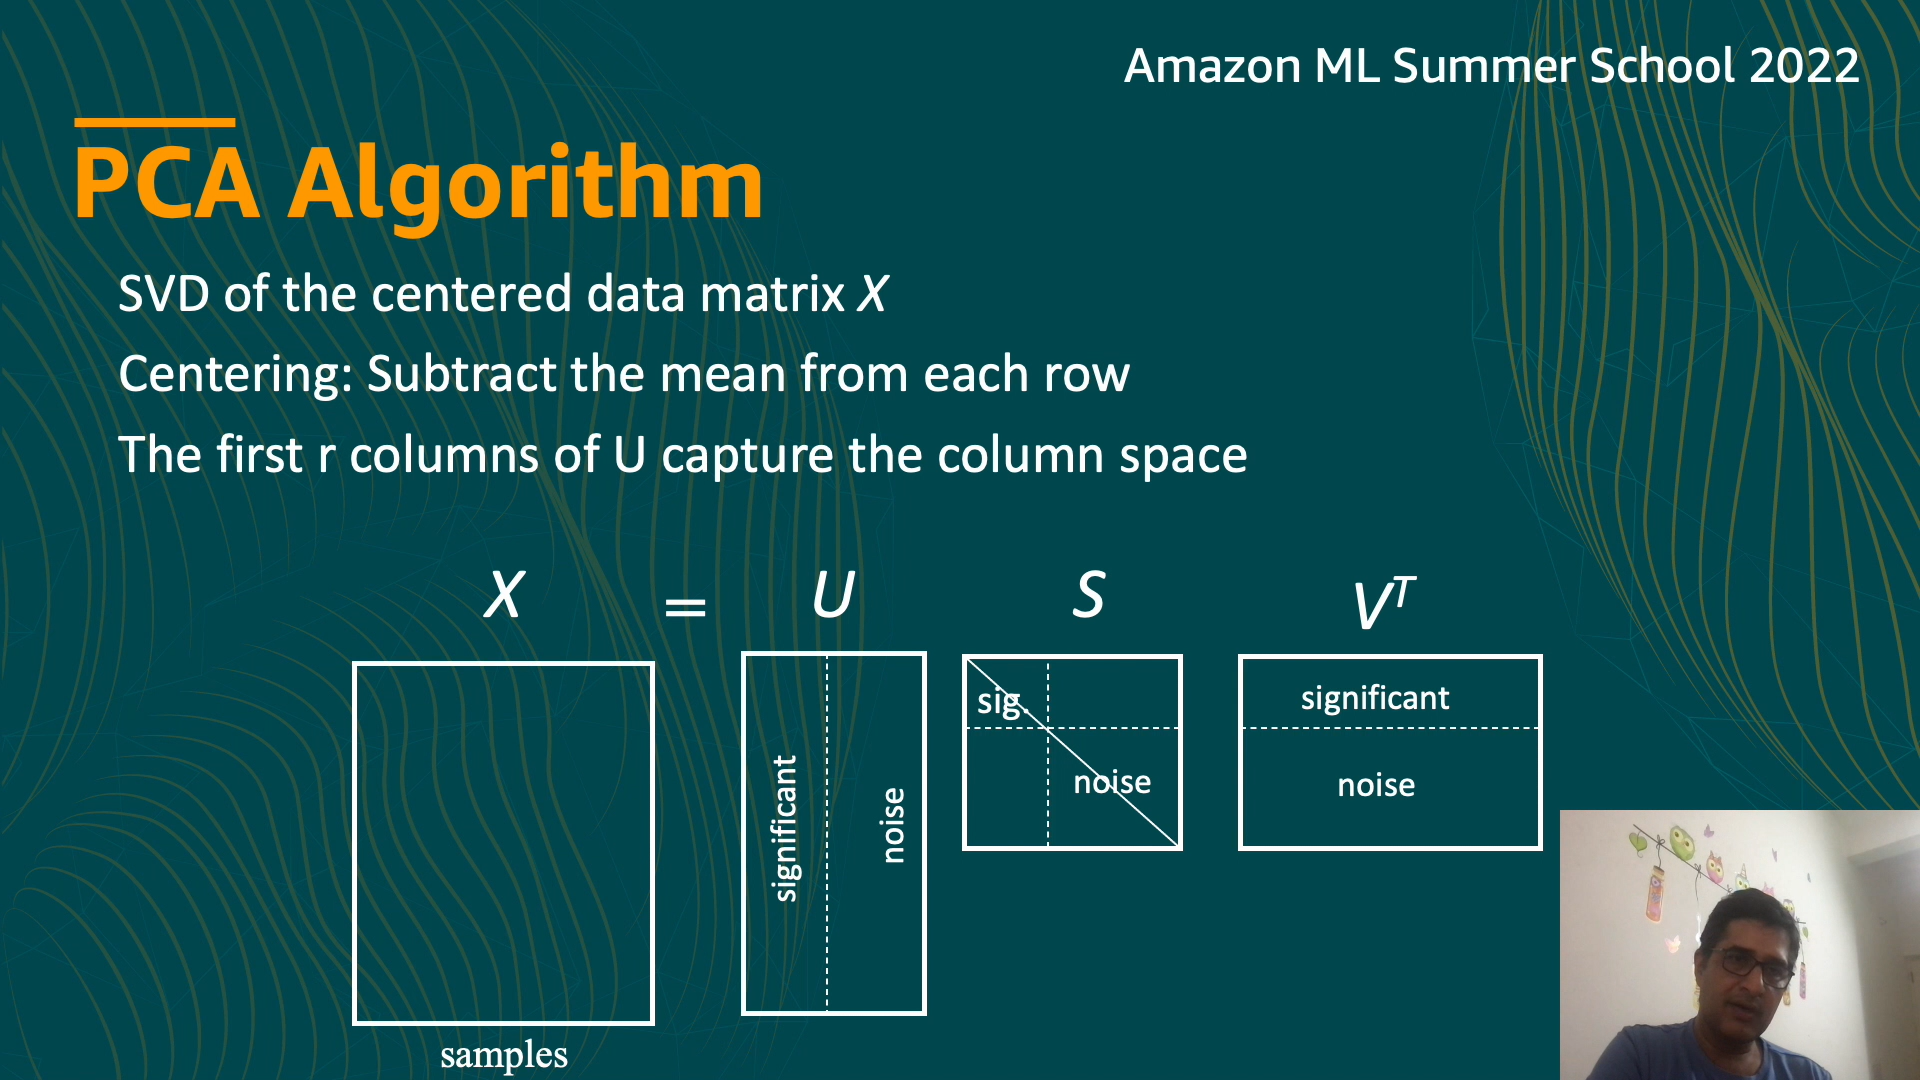 Amazon ML Summer School 2022
PCA Algorithm
SVD of the centered data matrix X
Centering: Subtract the mean from each row
The first r columns of U capture the column space
X = U S Vᵀ
significant
noise
sig.
noise
significant
noise
samples